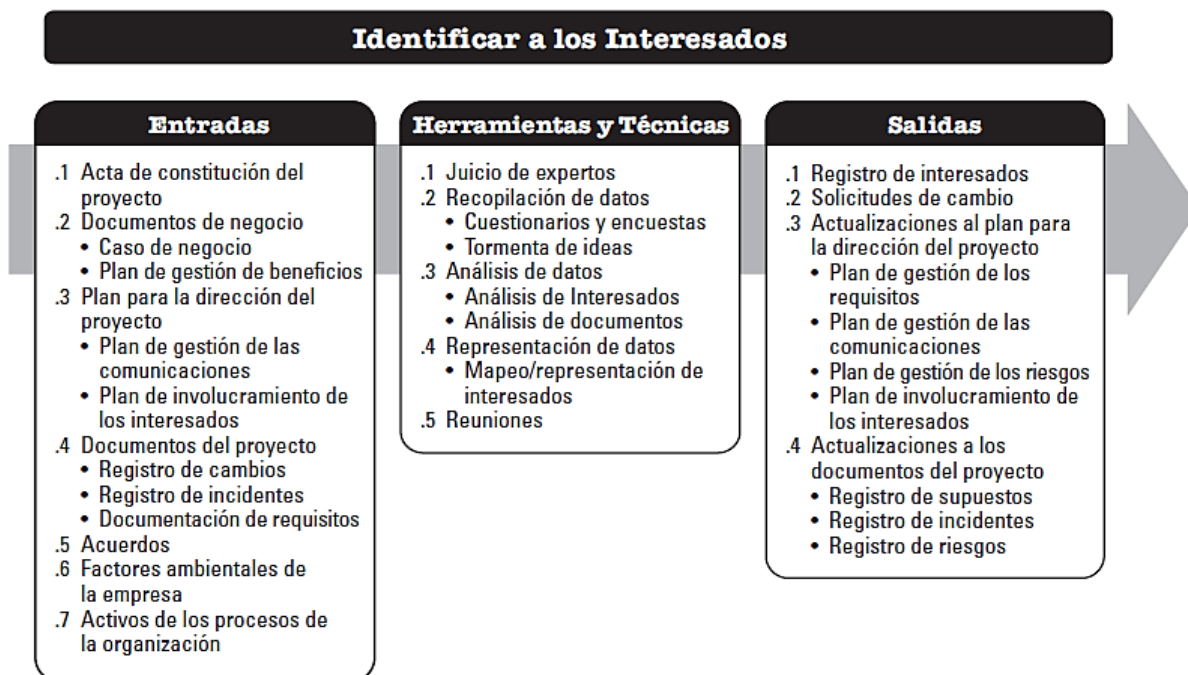 Identificar a los Interesados
Entradas
.1 Acta de constitución del
proyecto
.2 Documentos de negocio
• Caso de negocio
• Plan de gestión de beneficios
.3 Plan para la dirección del
proyecto
• Plan de gestión de las
comunicaciones
• Plan de involucramiento de
los interesados
.4 Documentos del proyecto
• Registro de cambios
• Registro de incidentes
• Documentación de requisitos
.5 Acuerdos
.6 Factores ambientales de
la empresa
.7 Activos de los procesos de
la organización
Herramientas y Técnicas
.1 Juicio de expertos
.2 Recopilación de datos
• Cuestionarios y encuestas
• Tormenta de ideas
.3 Análisis de datos
• Análisis de Interesados
• Análisis de documentos
.4 Representación de datos
• Mapeo/representación de
interesados
.5 Reuniones
Salidas
.1 Registro de interesados
.2 Solicitudes de cambio
.3 Actualizaciones al plan para
la dirección del proyecto
• Plan de gestión de los
requisitos
• Plan de gestión de las
comunicaciones
• Plan de gestión de los riesgos
• Plan de involucramiento de
los interesados
.4 Actualizaciones a los
documentos del proyecto
• Registro de supuestos
• Registro de incidentes
• Registro de riesgos